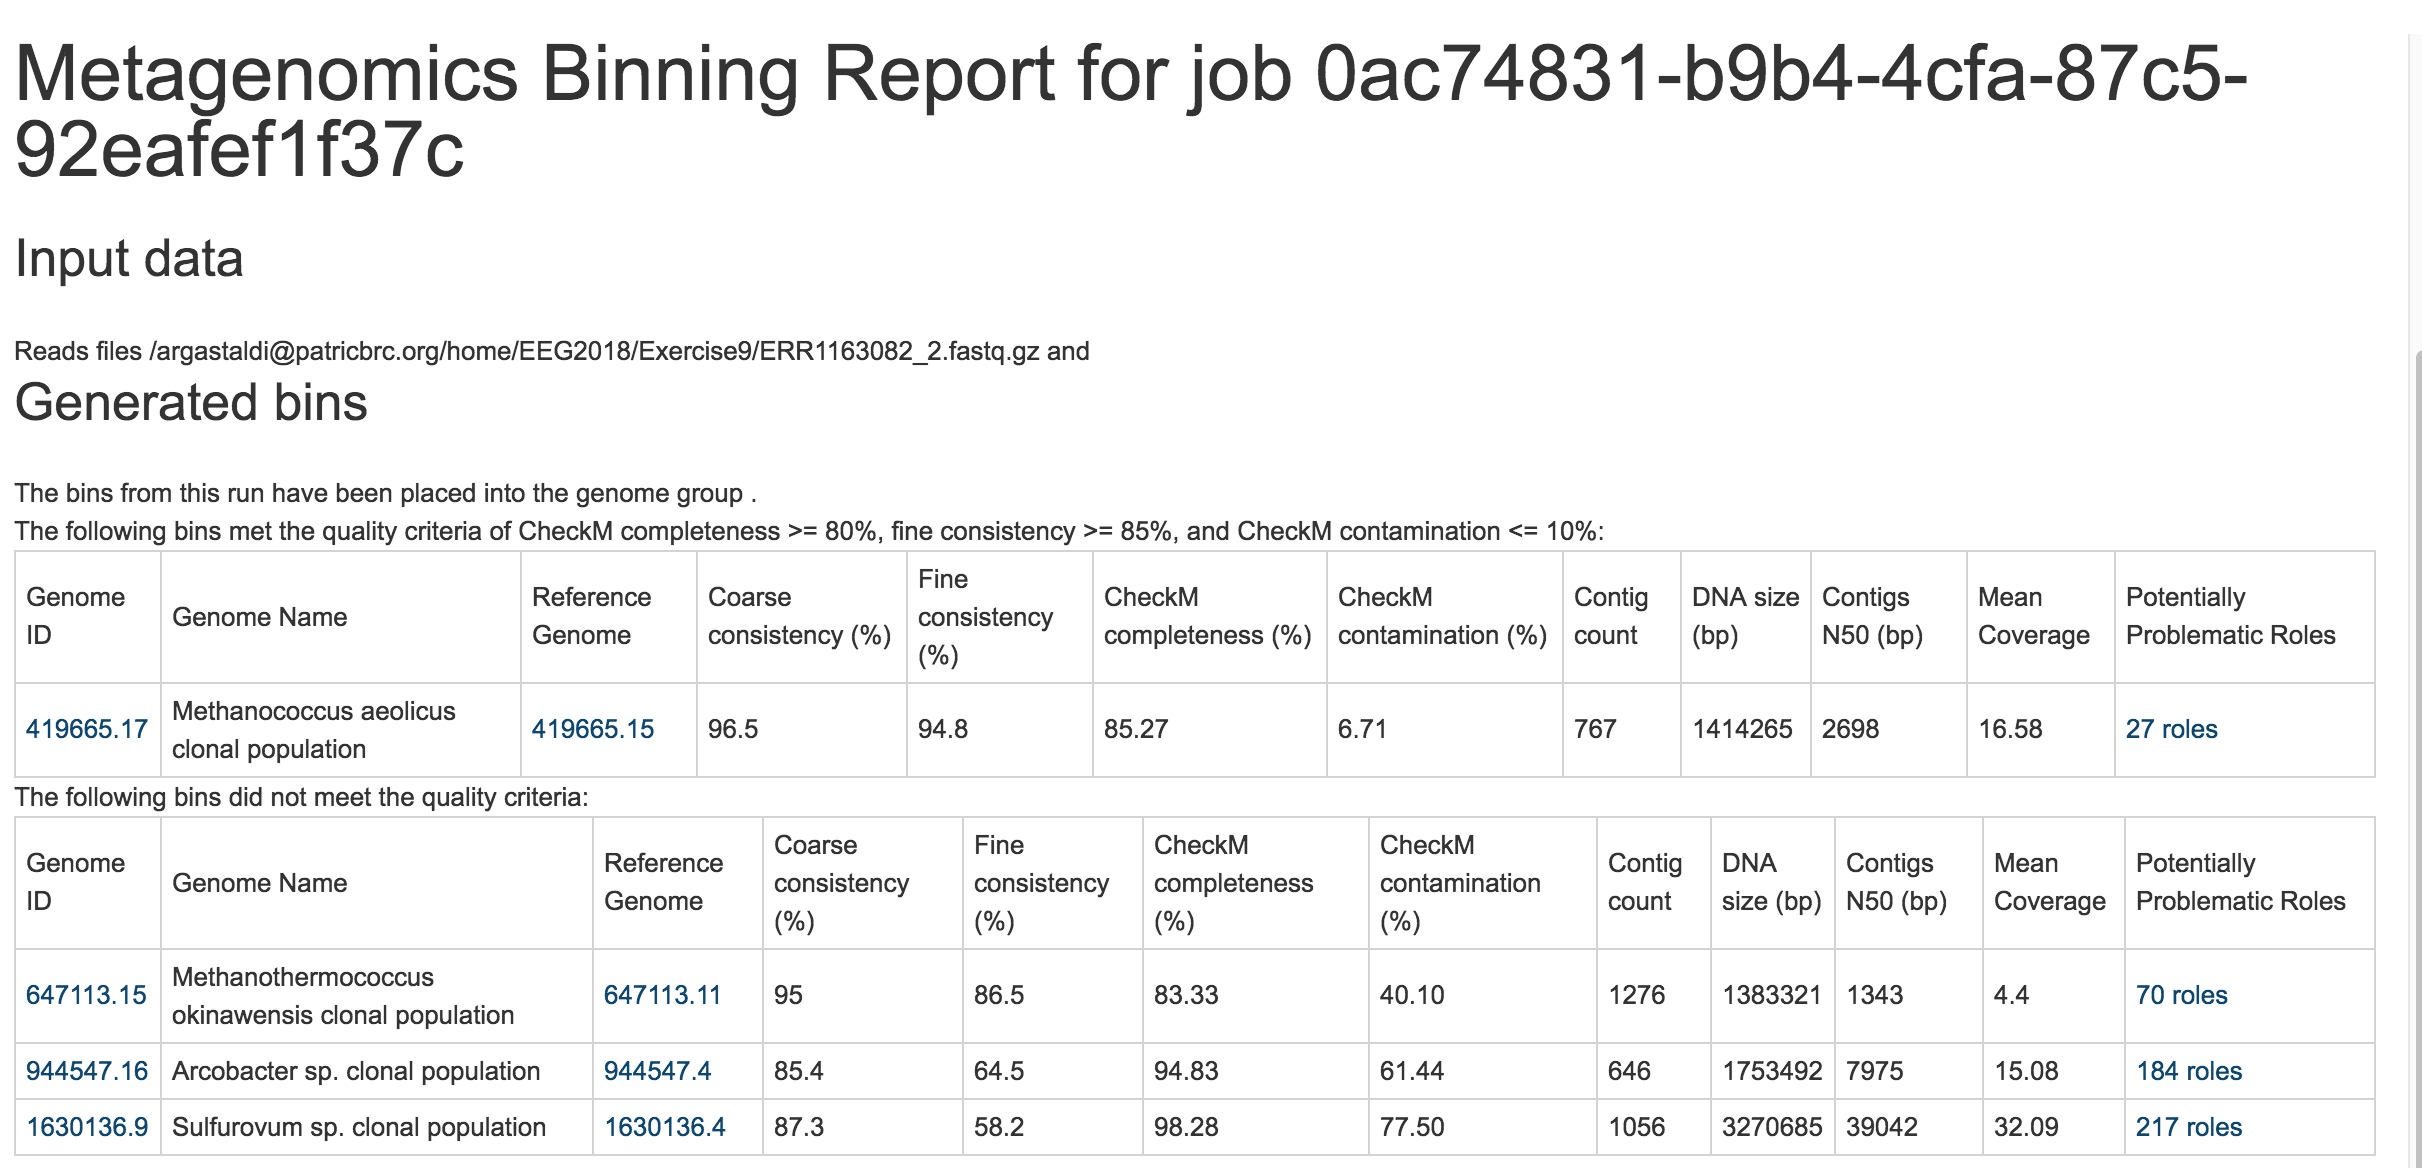 Metagenomics Binning Report for job 0ac74831-b9b4-4cfa-87c5-
92eafef1f37c
Input data
Reads files /argastaldi@patricbrc.org/home/EEG2018/Exercise9/ERR1163082_2.fastq.gz and
Generated bins
The bins from this run have been placed into the genome group .
The following bins met the quality criteria of CheckM completeness >= 80%, fine consistency >= 85%, and CheckM contamination <= 10%:
Genome ID Genome Name Reference Genome Coarse consistency (%) Fine consistency (%) CheckM completeness (%) CheckM contamination (%) Contig count DNA size (bp) Contigs N50 (bp) Mean Coverage Potentially Problematic Roles
419665.17 Methanococcus aeolicus clonal population 419665.15 96.5 94.8 85.27 6.71 767 1414265 2698 16.58 27 roles
The following bins did not meet the quality criteria:
Genome ID Genome Name Reference Genome Coarse consistency (%) Fine consistency (%) CheckM completeness (%) CheckM contamination (%) Contig count DNA size (bp) Contigs N50 (bp) Mean Coverage Potentially Problematic Roles
647113.15 Methanothermococcus okinawensis clonal population 647113.11 95 86.5 83.33 40.10 1276 1383321 1343 4.4 70 roles
944547.16 Arcobacter sp. clonal population 944547.4 85.4 64.5 94.83 61.44 646 1753492 7975 15.08 184 roles
1630136.9 Sulfurovum sp. clonal population 1630136.4 87.3 58.2 98.28 77.50 1056 3270685 39042 32.09 217 roles